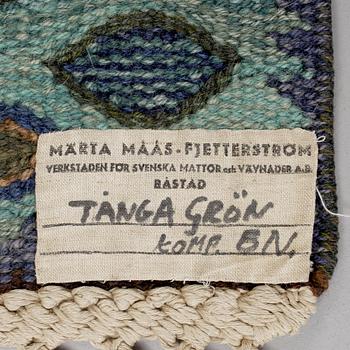 MÄRTA MÅÅS-FJETTERSTRÖM
VERKSTADEN FÖR SVENSKA MATTOR och VÄVNADER A.B.
BÅSTAD
TÅNGA GRÖN
KOMP. BN.